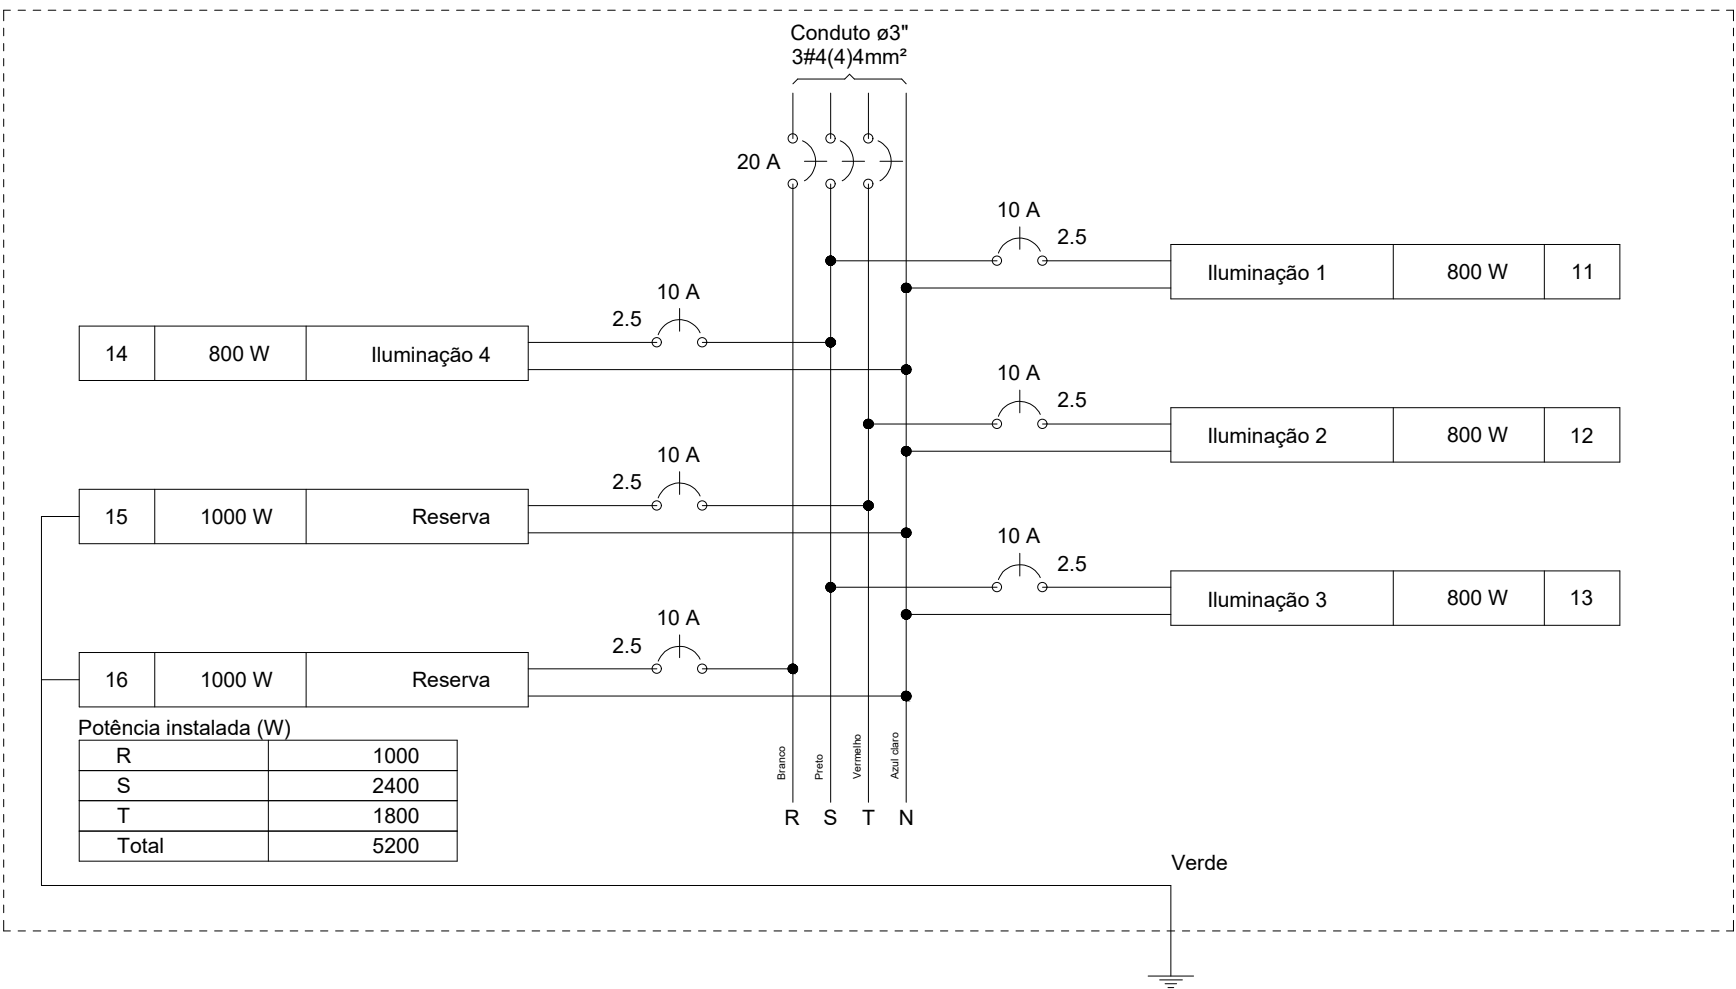 Conduto ø3"
3#4(4)4mm²
20 A
10 A
2.5
Iluminação 1 800 W 11
10 A
2.5
14 800 W Iluminação 4
10 A
2.5
Iluminação 2 800 W 12
10 A
2.5
15 1000 W Reserva
10 A
2.5
Iluminação 3 800 W 13
10 A
2.5
16 1000 W Reserva
Potência instalada (W)
R 1000
S 2400
T 1800
Total 5200
Branco
Preto
Vermelho
Azul claro
R S T N
Verde